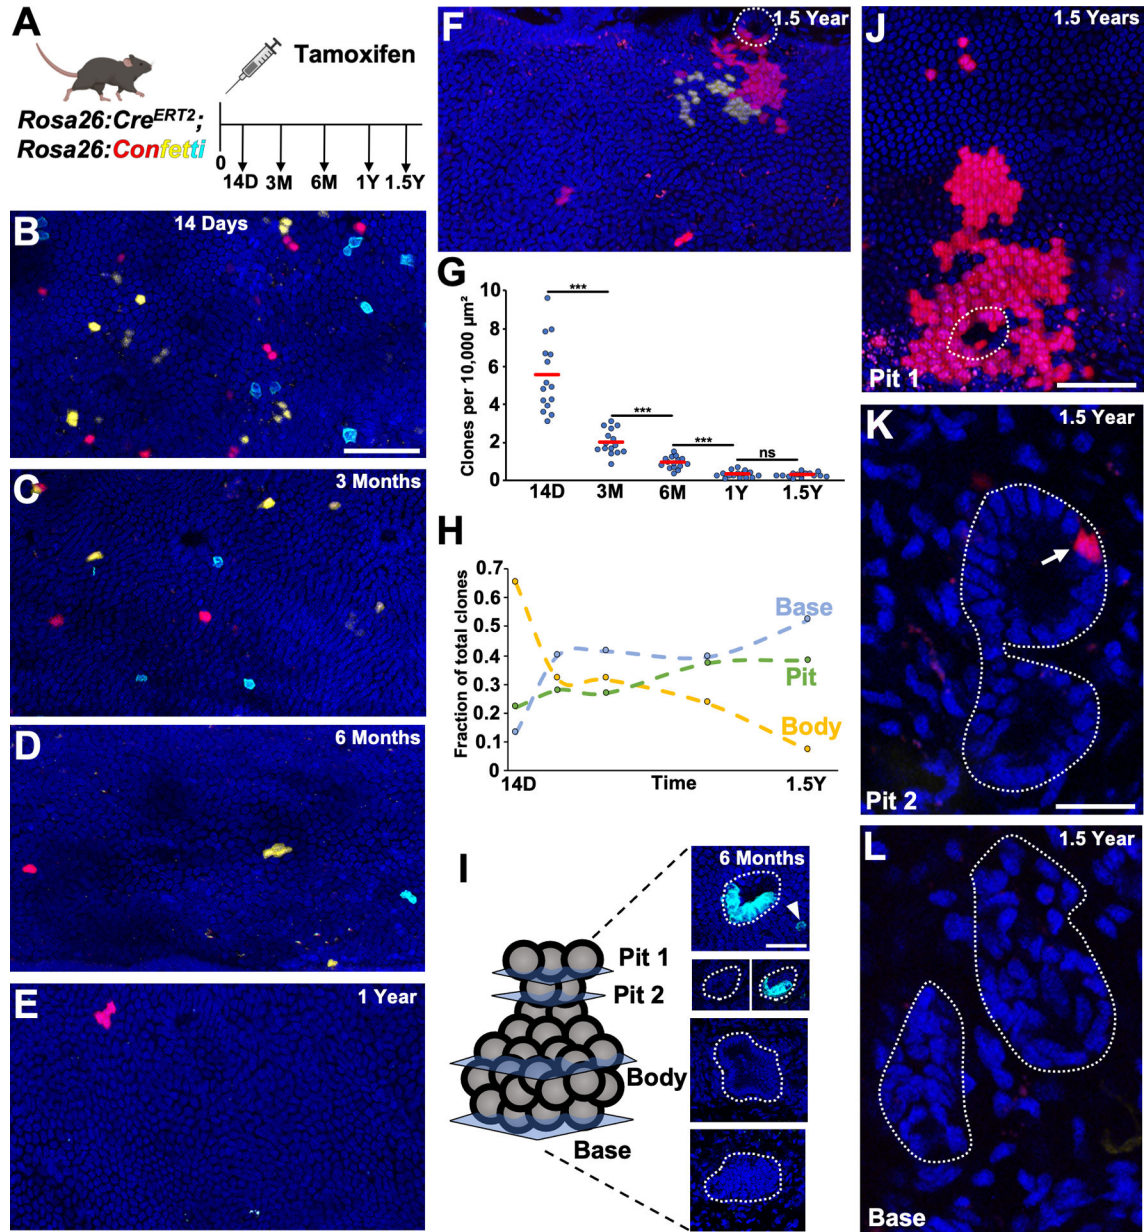 A
Tamoxifen
Rosa26:Cre^ERT2;
Rosa26:Confetti
0
14D 3M 6M 1Y 1.5Y
B
14 Days
C
3 Months
D
6 Months
E
1 Year
F
1.5 Year
G
Clones per 10,000 µm²
10
8
6
4
2
0
***
***
***
ns
14D 3M 6M 1Y 1.5Y
H
Fraction of total clones
0.7
0.6
0.5
0.4
0.3
0.2
0.1
0
Base
Pit
Body
14D Time 1.5Y
I
6 Months
Pit 1
Pit 2
Body
Base
J
1.5 Years
Pit 1
K
1.5 Year
Pit 2
L
1.5 Year
Base